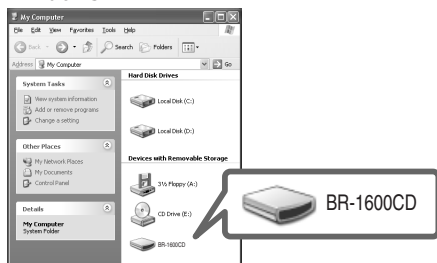 My Computer
File Edit View Favorites Tools Help
Back Search Folders
Address My Computer Go
System Tasks
View system information
Add or remove programs
Change a setting
Other Places
My Network Places
My Documents
Control Panel
Details
My Computer
System Folder
Hard Disk Drives
Local Disk (C:)
Local Disk (D:)
Devices with Removable Storage
3½ Floppy (A:)
CD Drive (E:)
BR-1600CD
BR-1600CD